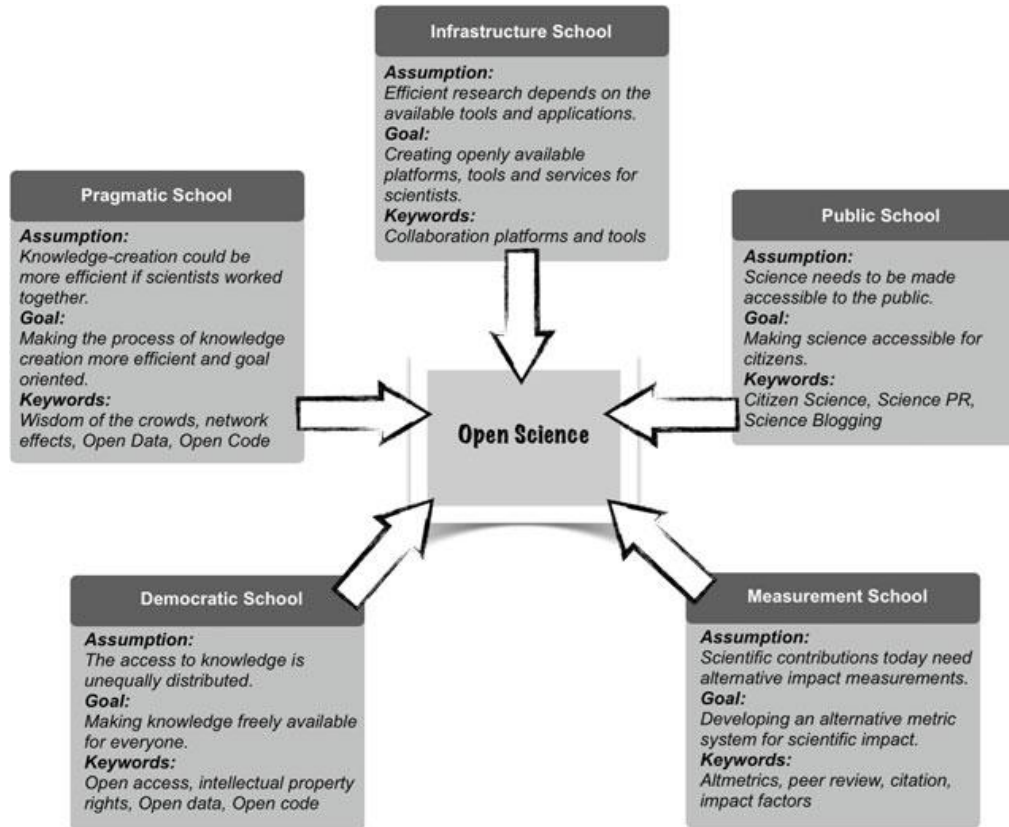 Infrastructure School
Assumption:
Efficient research depends on the
available tools and applications.
Goal:
Creating openly available
platforms, tools and services for
scientists.
Keywords:
Collaboration platforms and tools
Pragmatic School
Assumption:
Knowledge-creation could be
more efficient if scientists worked
together.
Goal:
Making the process of knowledge
creation more efficient and goal
oriented.
Keywords:
Wisdom of the crowds, network
effects, Open Data, Open Code
Public School
Assumption:
Science needs to be made
accessible to the public.
Goal:
Making science accessible for
citizens.
Keywords:
Citizen Science, Science PR,
Science Blogging
Open Science
Democratic School
Assumption:
The access to knowledge is
unequally distributed.
Goal:
Making knowledge freely available
for everyone.
Keywords:
Open access, intellectual property
rights, Open data, Open code
Measurement School
Assumption:
Scientific contributions today need
alternative impact measurements.
Goal:
Developing an alternative metric
system for scientific impact.
Keywords:
Altmetrics, peer review, citation,
impact factors